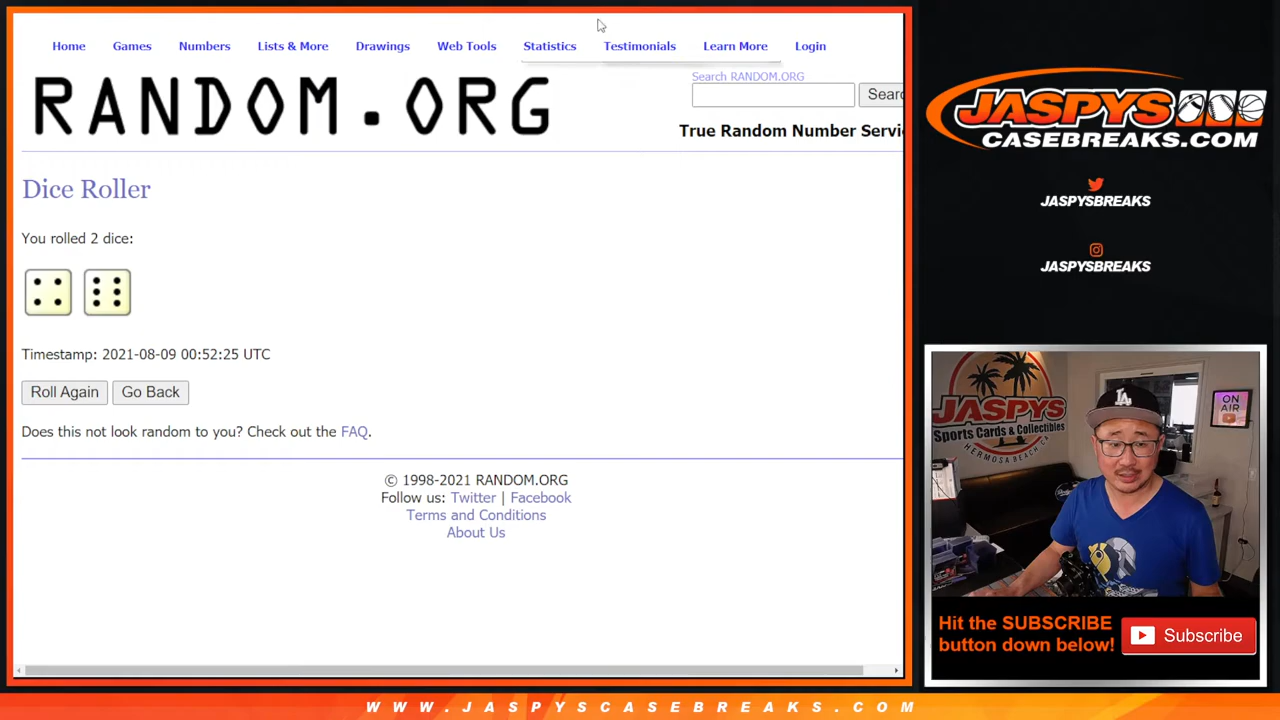 Home Games Numbers Lists & More Drawings Web Tools Statistics Testimonials Learn More Login
Search RANDOM.ORG
RANDOM.ORG
Searc
True Random Number Servi
Dice Roller
You rolled 2 dice:
Timestamp: 2021-08-09 00:52:25 UTC
Roll Again Go Back
Does this not look random to you? Check out the FAQ.
© 1998-2021 RANDOM.ORG
Follow us: Twitter | Facebook
Terms and Conditions
About Us
JASPYS
CASEBREAKS.COM
JASPYSBREAKS
JASPYSBREAKS
JASPYS
Sports Cards & Collectibles
HERMOSA BEACH, CA
ON
AIR
LA
Hit the SUBSCRIBE
button down below!
Subscribe
WWW.JASPYSCASEBREAKS.COM